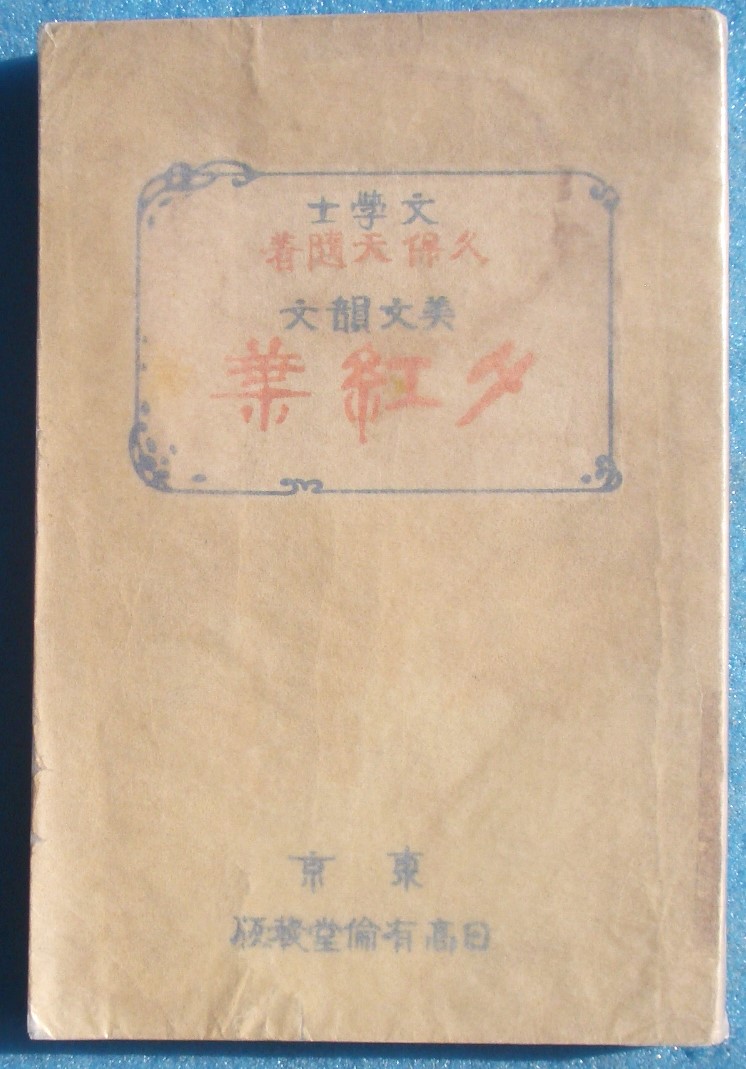 文學士
久保天隨著
美文韻文
夕紅葉
東京
日高有倫堂藏版